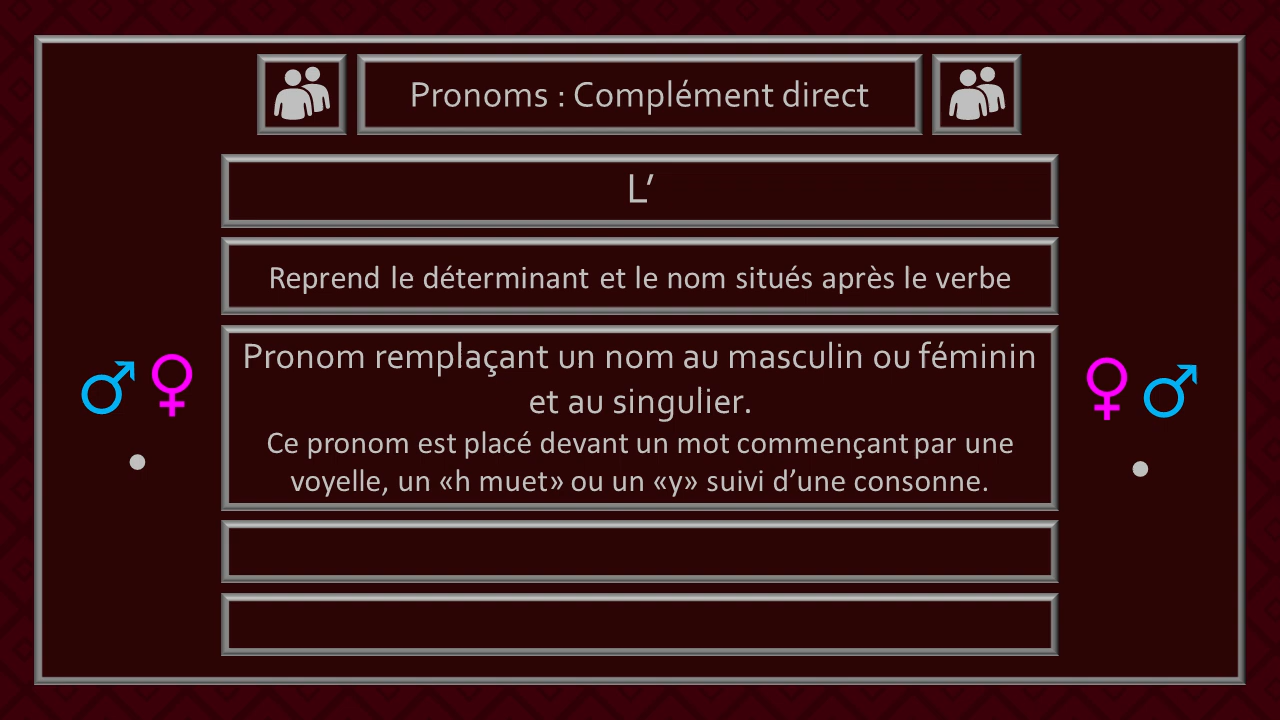 Pronoms : Complément direct
L’
Reprend le déterminant et le nom situés après le verbe
Pronom remplaçant un nom au masculin ou féminin
et au singulier.
Ce pronom est placé devant un mot commençant par une
voyelle, un «h muet» ou un «y» suivi d’une consonne.